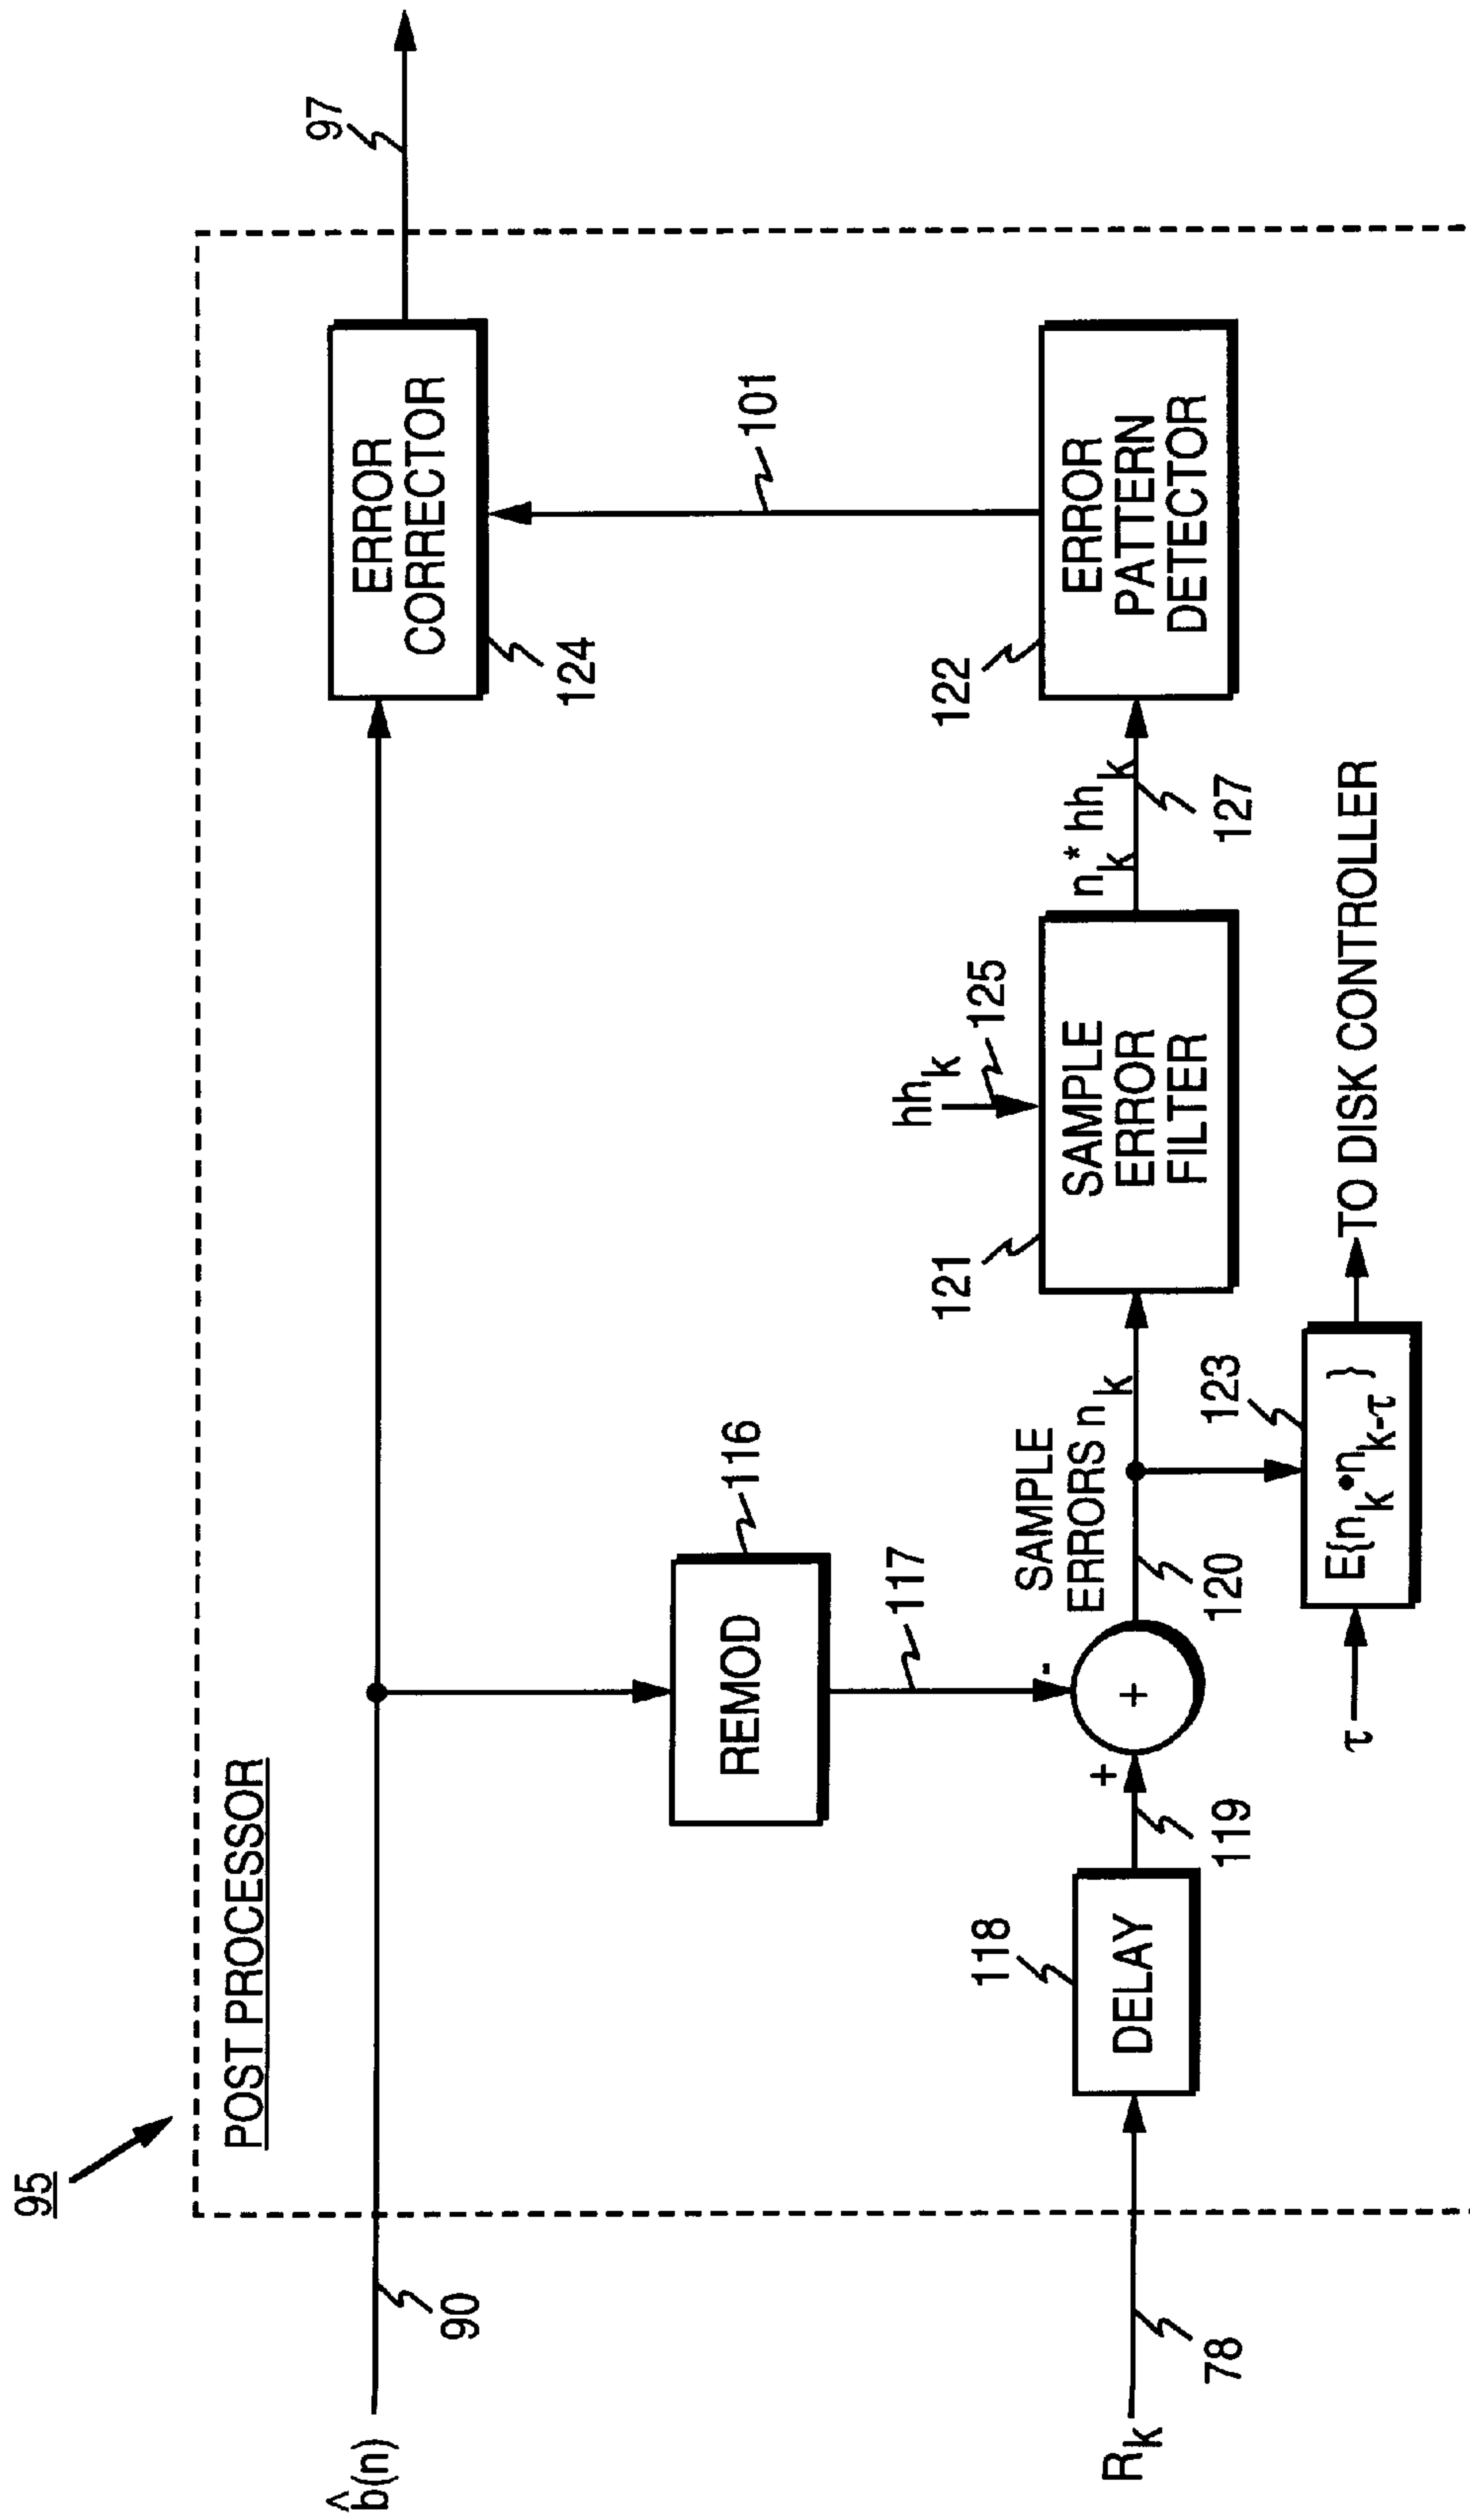 95
POST PROCESSOR
b̂(n)
90
97
ERROR
CORRECTOR
124
101
REMOD
116
117
R_k
78
DELAY
118
119
+
-
+
SAMPLE
ERRORS n_k
120
121
SAMPLE
ERROR
FILTER
hh_k
125
n_k* hh_k
127
122
ERROR
PATTERN
DETECTOR
τ
E{n_k•n_k-τ}
123
TO DISK CONTROLLER